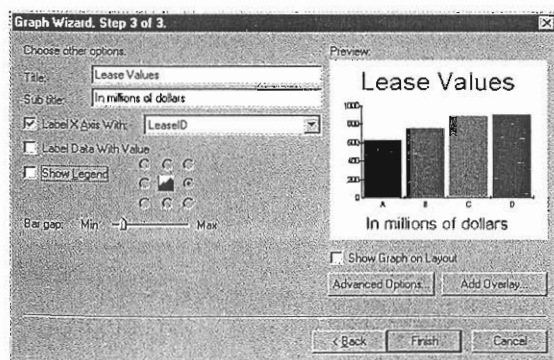 Graph Wizard. Step 3 of 3.
Choose other options.
Title: Lease Values
Sub title: In millions of dollars
Label X Axis With: LeaseID
Label Data With Value
Show Legend
Bar gap: Min Max
Preview:
Lease Values
1000
800
600
400
200
0
A B C D
In millions of dollars
Show Graph on Layout
Advanced Options... Add Overlay...
< Back Finish Cancel